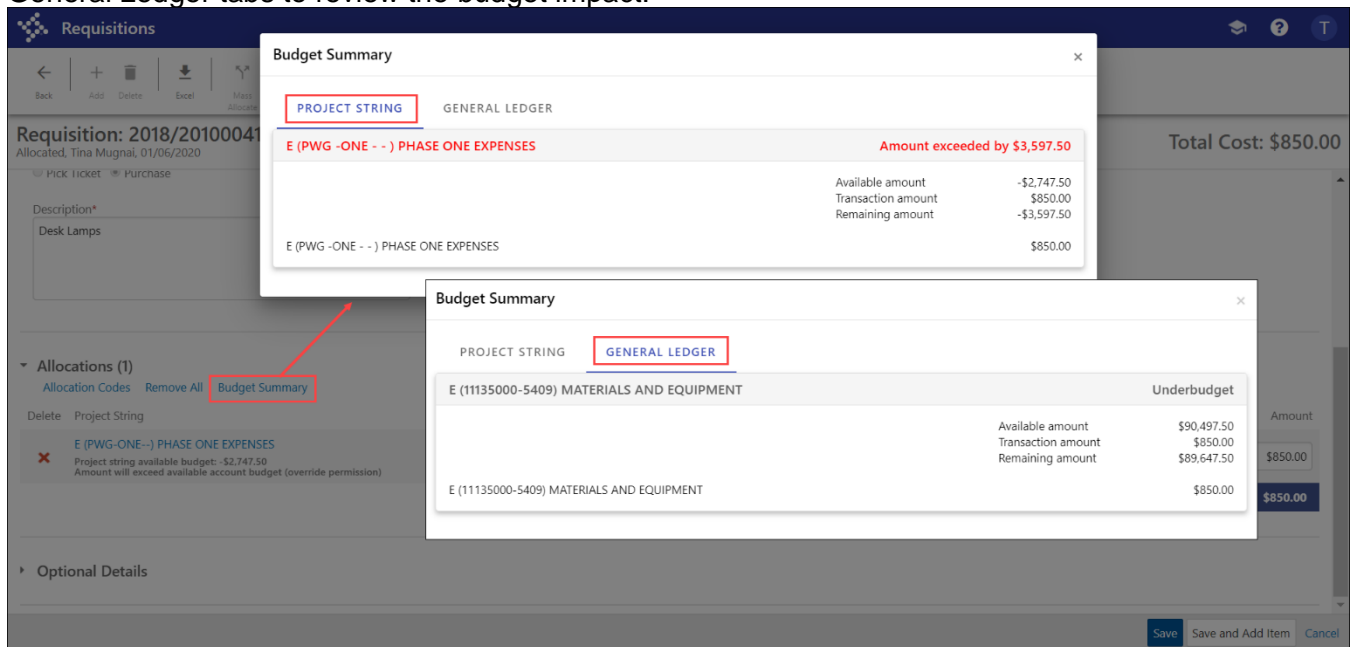 General Ledger tabs to review the budget impact.
Requisitions
?
T
Back
Add
Delete
Excel
Mass
Allocate
Requisition: 2018/20100041
Allocated, Tina Mugnai, 01/06/2020
Total Cost: $850.00
Pick Ticket Purchase
Description*
Desk Lamps
Budget Summary
×
PROJECT STRING GENERAL LEDGER
E (PWG -ONE - - ) PHASE ONE EXPENSES Amount exceeded by $3,597.50
Available amount -$2,747.50
Transaction amount $850.00
Remaining amount -$3,597.50
E (PWG -ONE - - ) PHASE ONE EXPENSES $850.00
Budget Summary
×
PROJECT STRING GENERAL LEDGER
E (11135000-5409) MATERIALS AND EQUIPMENT Underbudget
Available amount $90,497.50
Transaction amount $850.00
Remaining amount $89,647.50
E (11135000-5409) MATERIALS AND EQUIPMENT $850.00
Allocations (1)
Allocation Codes Remove All Budget Summary
Delete Project String Amount
E (PWG-ONE--) PHASE ONE EXPENSES
Project string available budget: -$2,747.50
Amount will exceed available account budget (override permission)
$850.00
$850.00
Optional Details
Save Save and Add Item Cancel